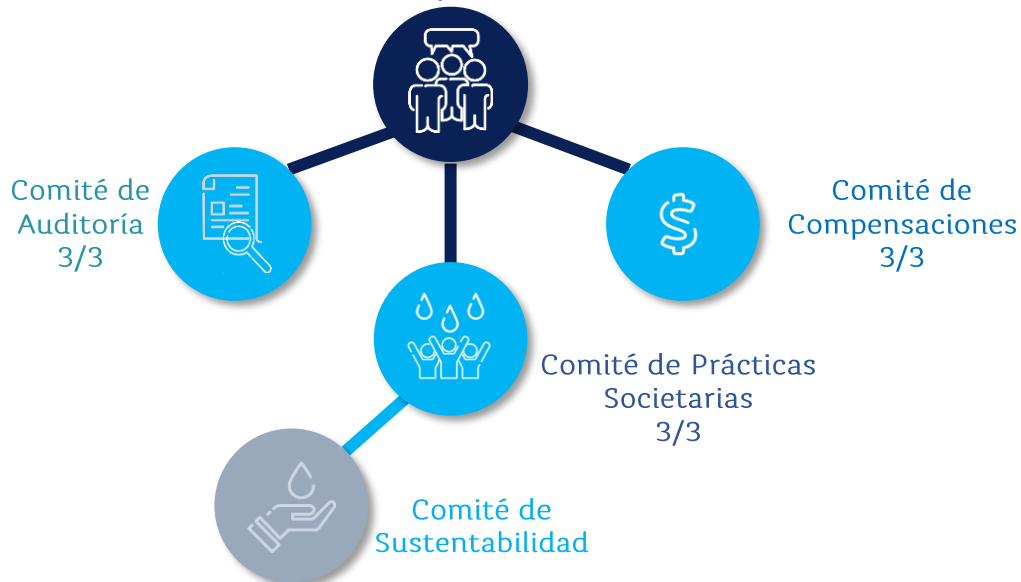 Comité de
Auditoría
3/3
Comité de
Compensaciones
3/3
Comité de Prácticas
Societarias
3/3
Comité de
Sustentabilidad